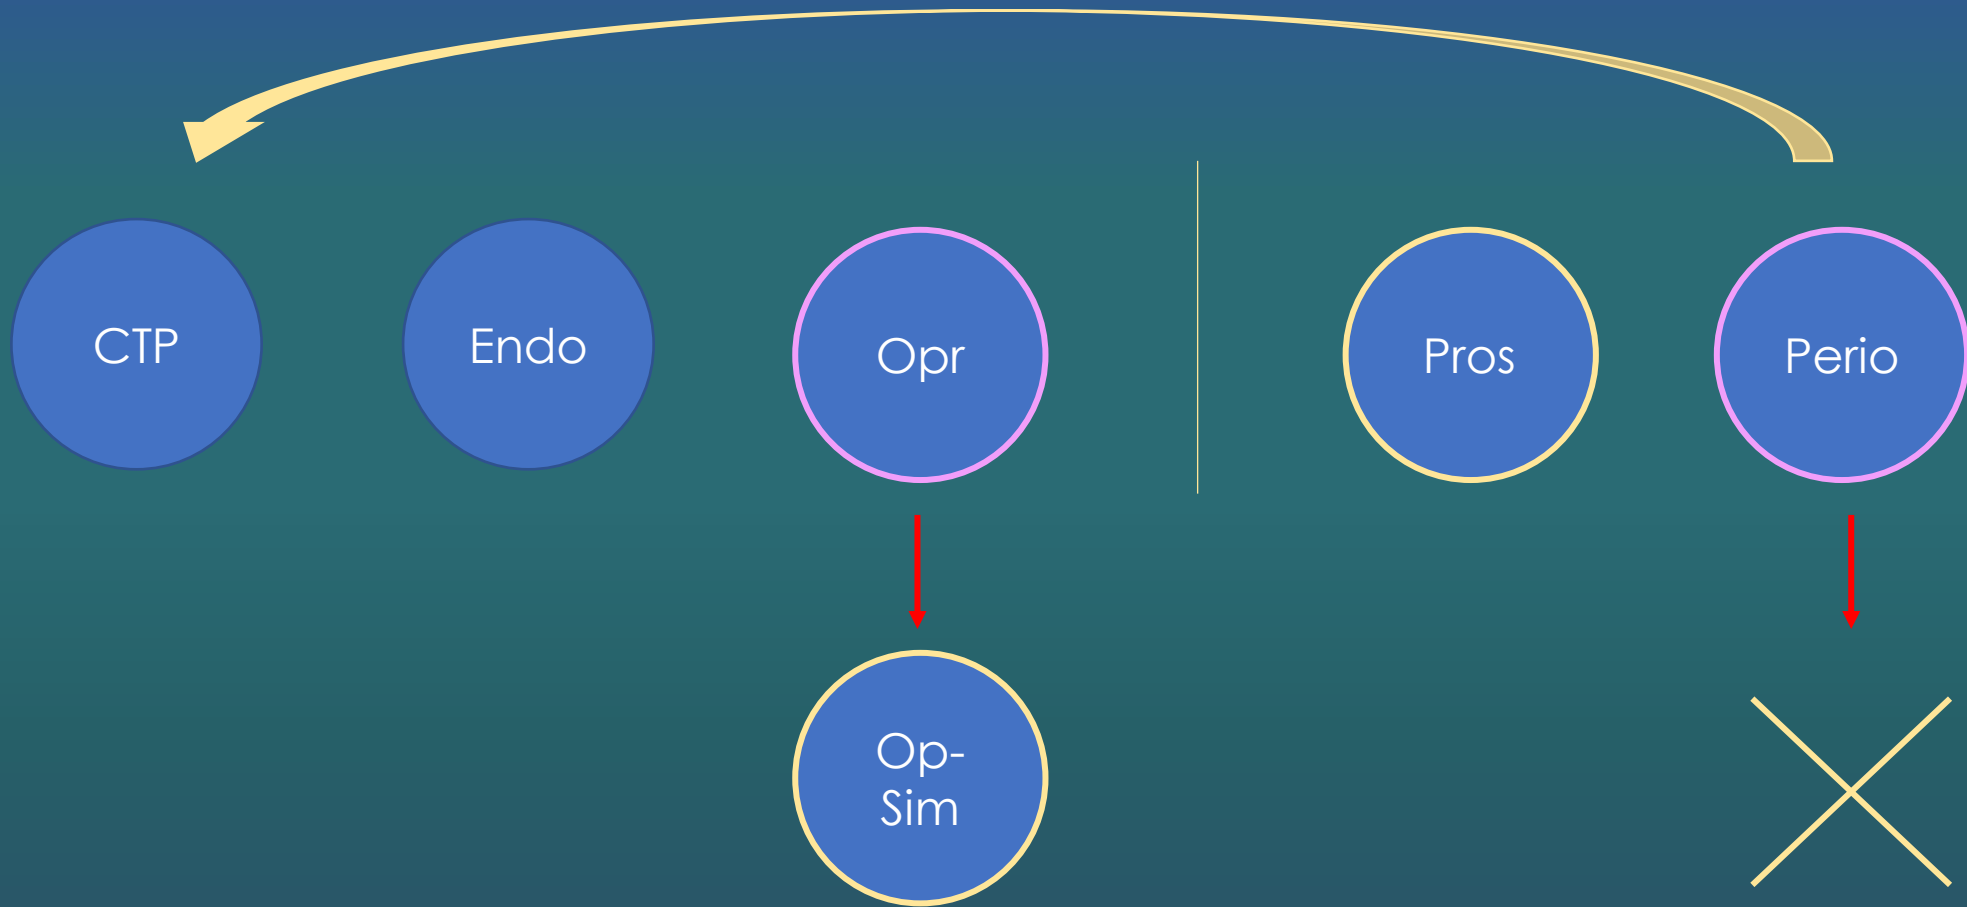 CTP
Endo
Opr
Pros
Perio
Op-
Sim